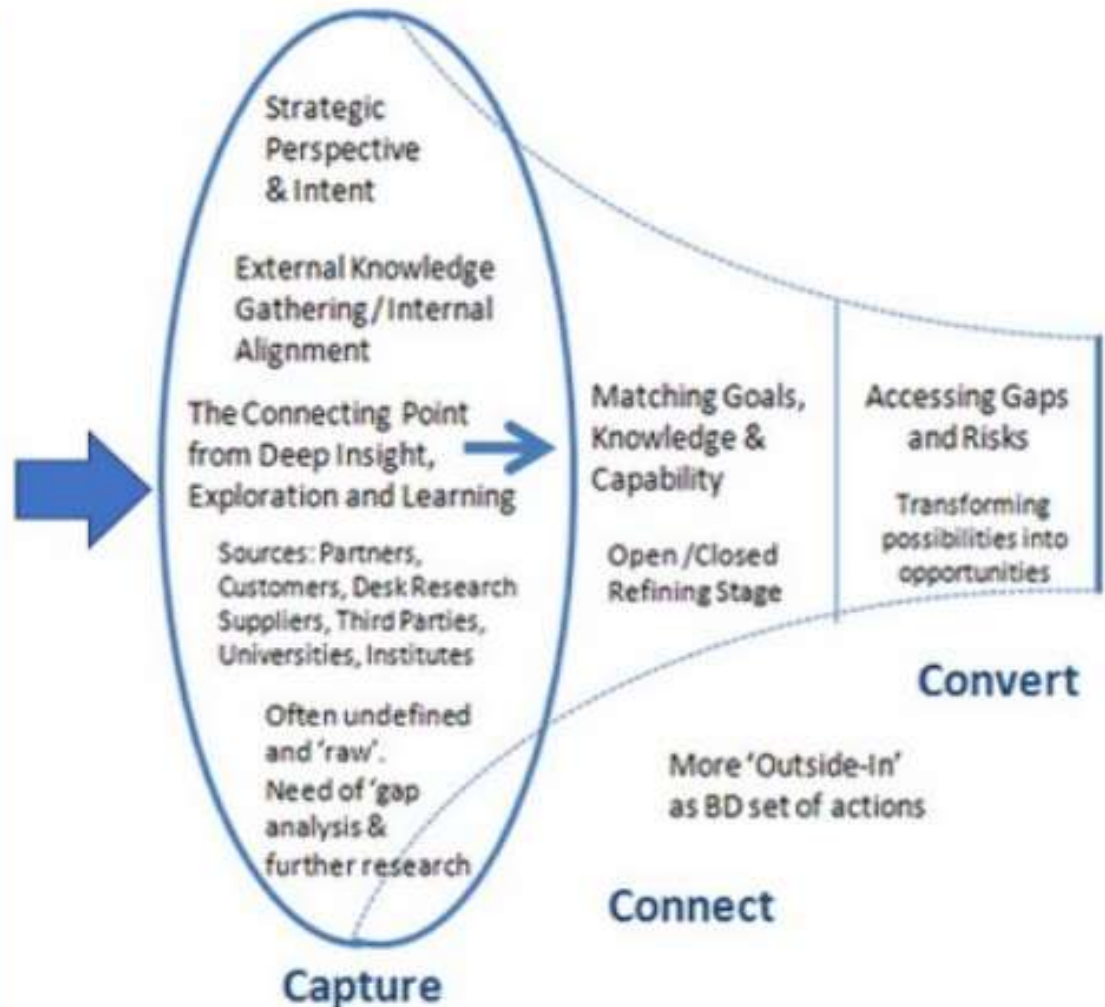 Strategic
Perspective
& Intent
External Knowledge
Gathering / Internal
Alignment
The Connecting Point
from Deep Insight,
Exploration and Learning
Sources: Partners,
Customers, Desk Research
Suppliers, Third Parties,
Universities, Institutes
Often undefined
and ‘raw’.
Need of ‘gap
analysis &
further research
Capture
Matching Goals,
Knowledge &
Capability
Open /Closed
Refining Stage
Accessing Gaps
and Risks
Transforming
possibilities into
opportunities
Convert
More ‘Outside-In’
as BD set of actions
Connect